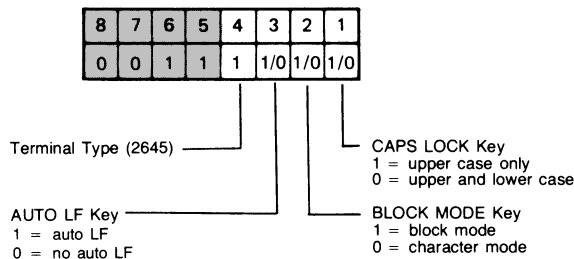 8 7 6 5 4 3 2 1
0 0 1 1 1 1/0 1/0 1/0
Terminal Type (2645)
CAPS LOCK Key
1 = upper case only
0 = upper and lower case
AUTO LF Key
1 = auto LF
0 = no auto LF
BLOCK MODE Key
1 = block mode
0 = character mode